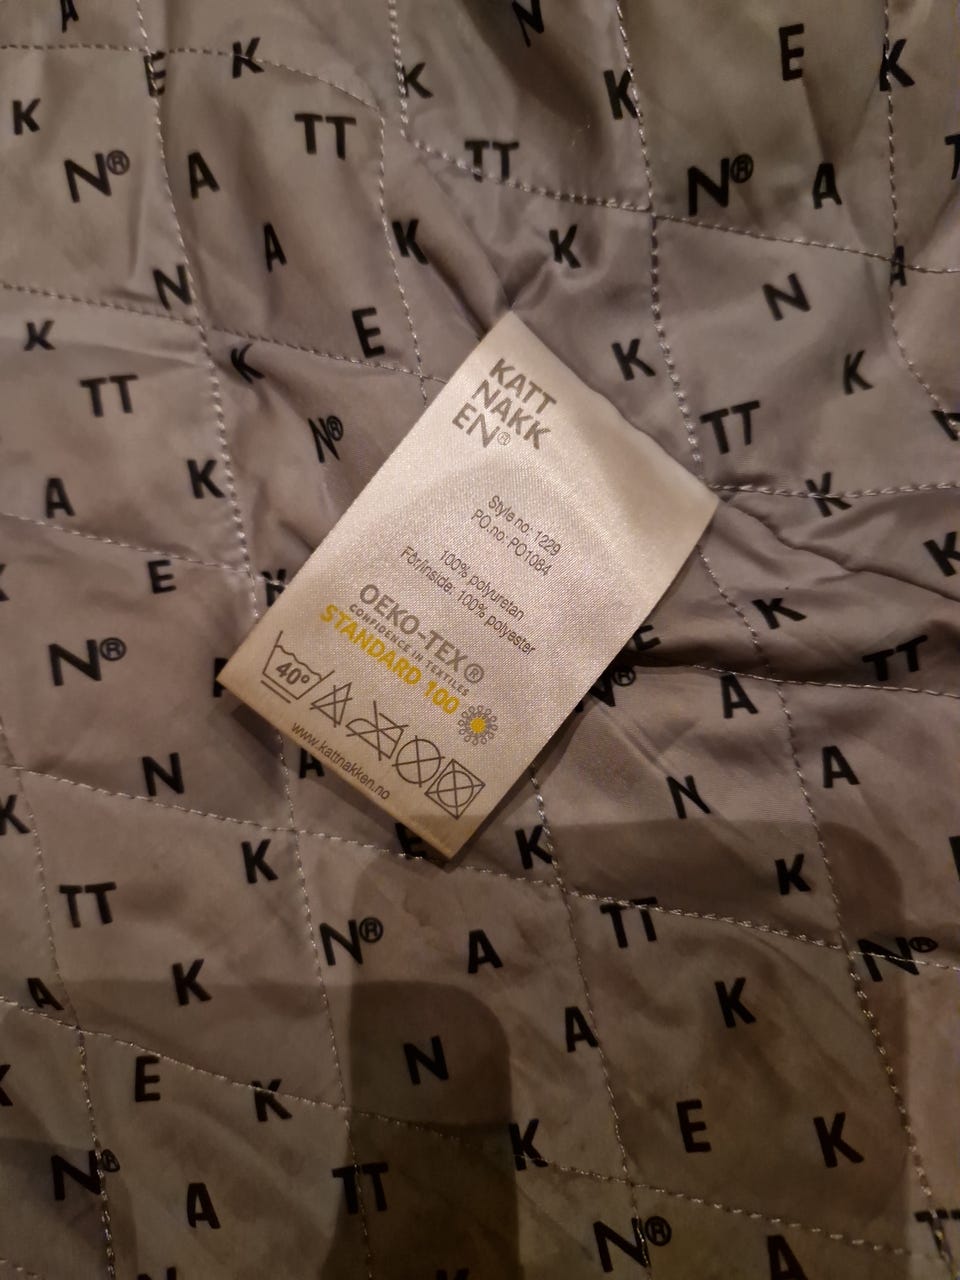 KATT
NAKK
EN®
Style no: 1229
PO.no: PO1084
100% polyuretan
Fôr/inside: 100% polyester
OEKO-TEX®
CONFIDENCE IN TEXTILES
STANDARD 100
40°
www.kattnakken.no